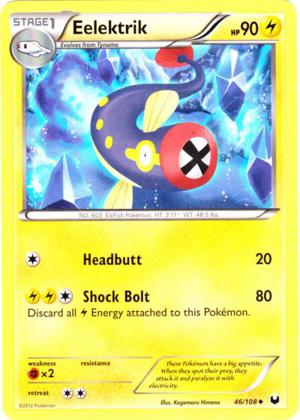 STAGE1 Eelektrik HP90
Evolves from Tynamo
NO. 603 EleFish Pokémon. HT: 3'11" WT: 48.5 lbs.
Headbutt 20
Shock Bolt 80
Discard all Energy attached to this Pokémon.
weakness resistance
×2
retreat
These Pokémon have a big appetite.
When they spot their prey, they
attack it and paralyze it with
electricity.
Illus. Kagemaru Himeno 46/108
©2012 Pokémon